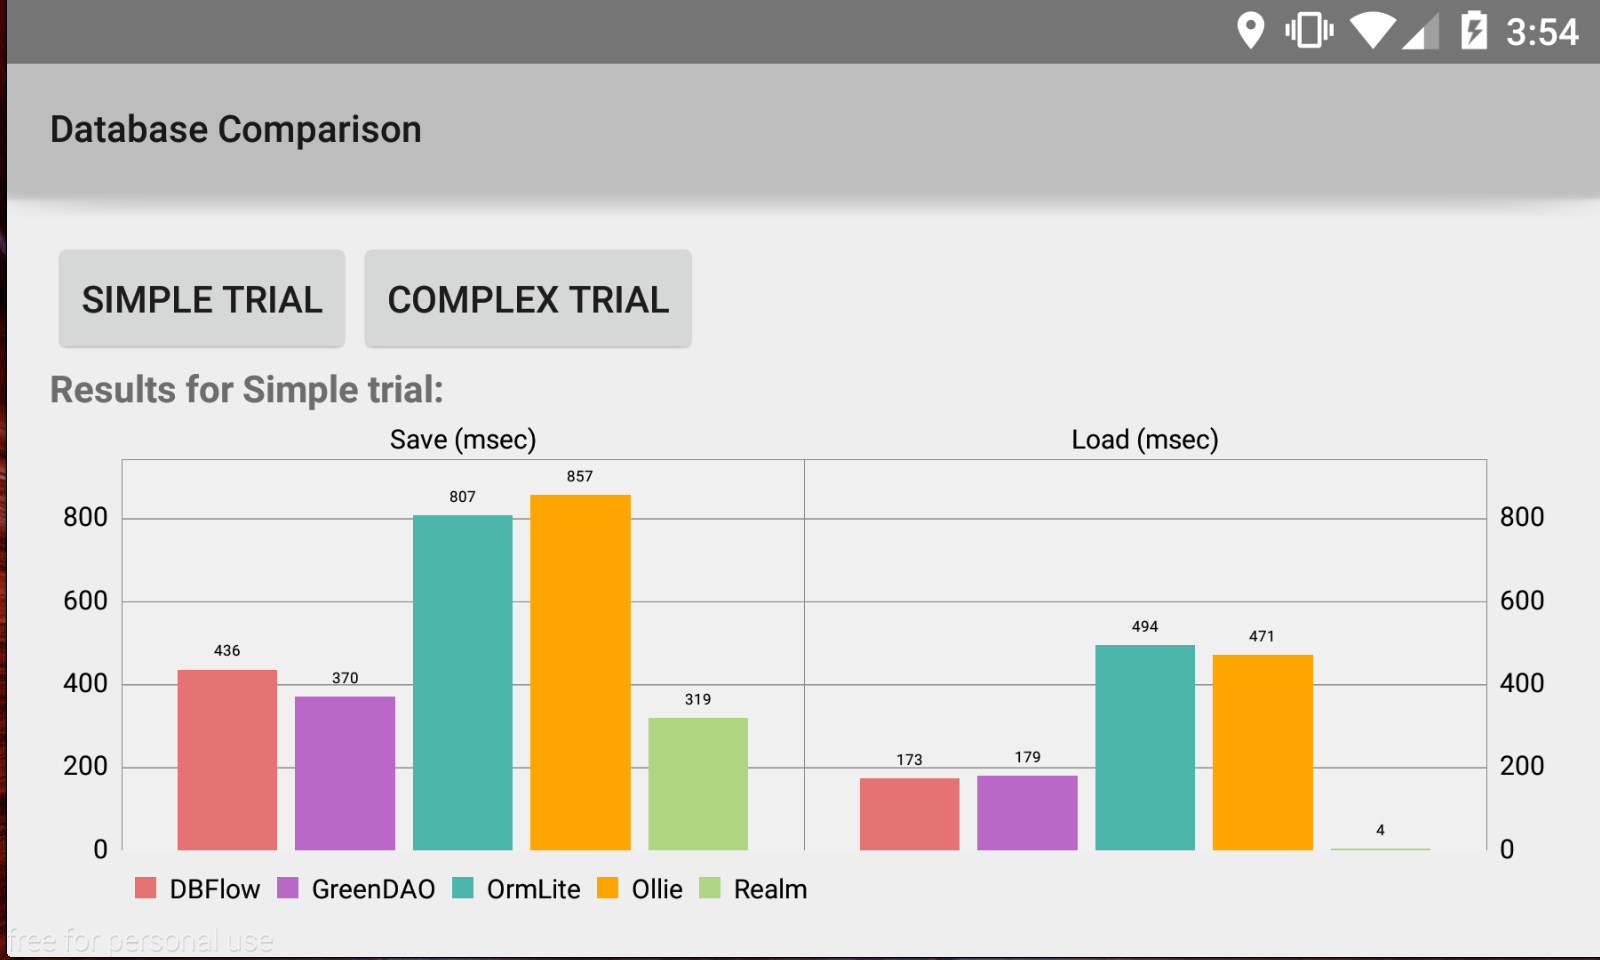 3:54
Database Comparison
SIMPLE TRIAL COMPLEX TRIAL
Results for Simple trial:
Save (msec) Load (msec)
857
807
800 800
600 600
494
471
436
400 400
370
319
200 200
173 179
4
0 0
DBFlow GreenDAO OrmLite Ollie Realm
free for personal use